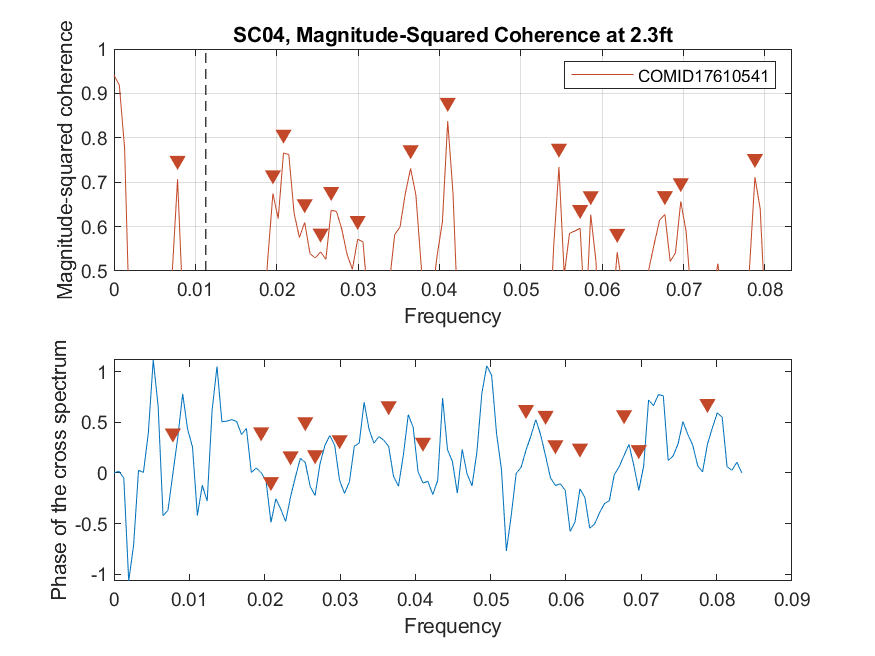 SC04, Magnitude-Squared Coherence at 2.3ft
Magnitude-squared coherence
1
0.9
0.8
0.7
0.6
0.5
COMID17610541
0 0.01 0.02 0.03 0.04 0.05 0.06 0.07 0.08
Frequency
Phase of the cross spectrum
1
0.5
0
-0.5
-1
0 0.01 0.02 0.03 0.04 0.05 0.06 0.07 0.08 0.09
Frequency